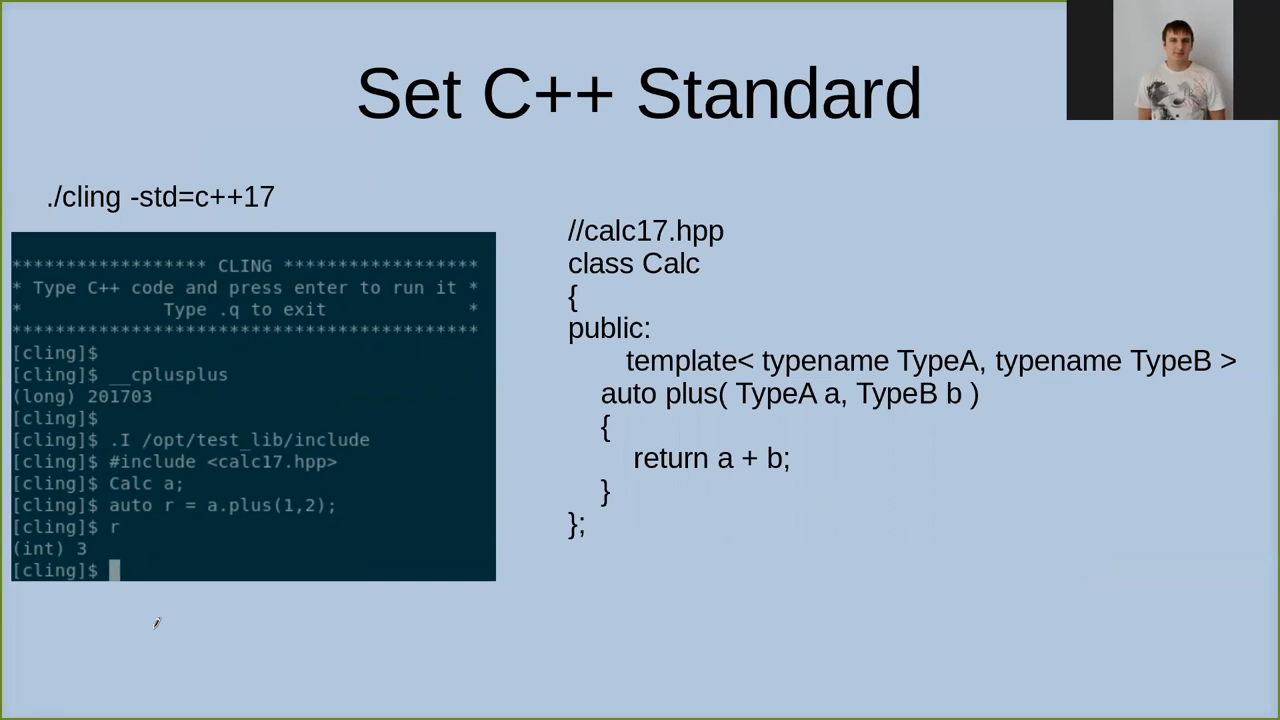 Set C++ Standard
./cling -std=c++17
****************** CLING ******************
* Type C++ code and press enter to run it *
*             Type .q to exit             *
*******************************************
[cling]$
[cling]$ __cplusplus
(long) 201703
[cling]$
[cling]$ .I /opt/test_lib/include
[cling]$ #include <calc17.hpp>
[cling]$ Calc a;
[cling]$ auto r = a.plus(1,2);
[cling]$ r
(int) 3
[cling]$
//calc17.hpp
class Calc
{
public:
template< typename TypeA, typename TypeB >
auto plus( TypeA a, TypeB b )
{
return a + b;
}
};